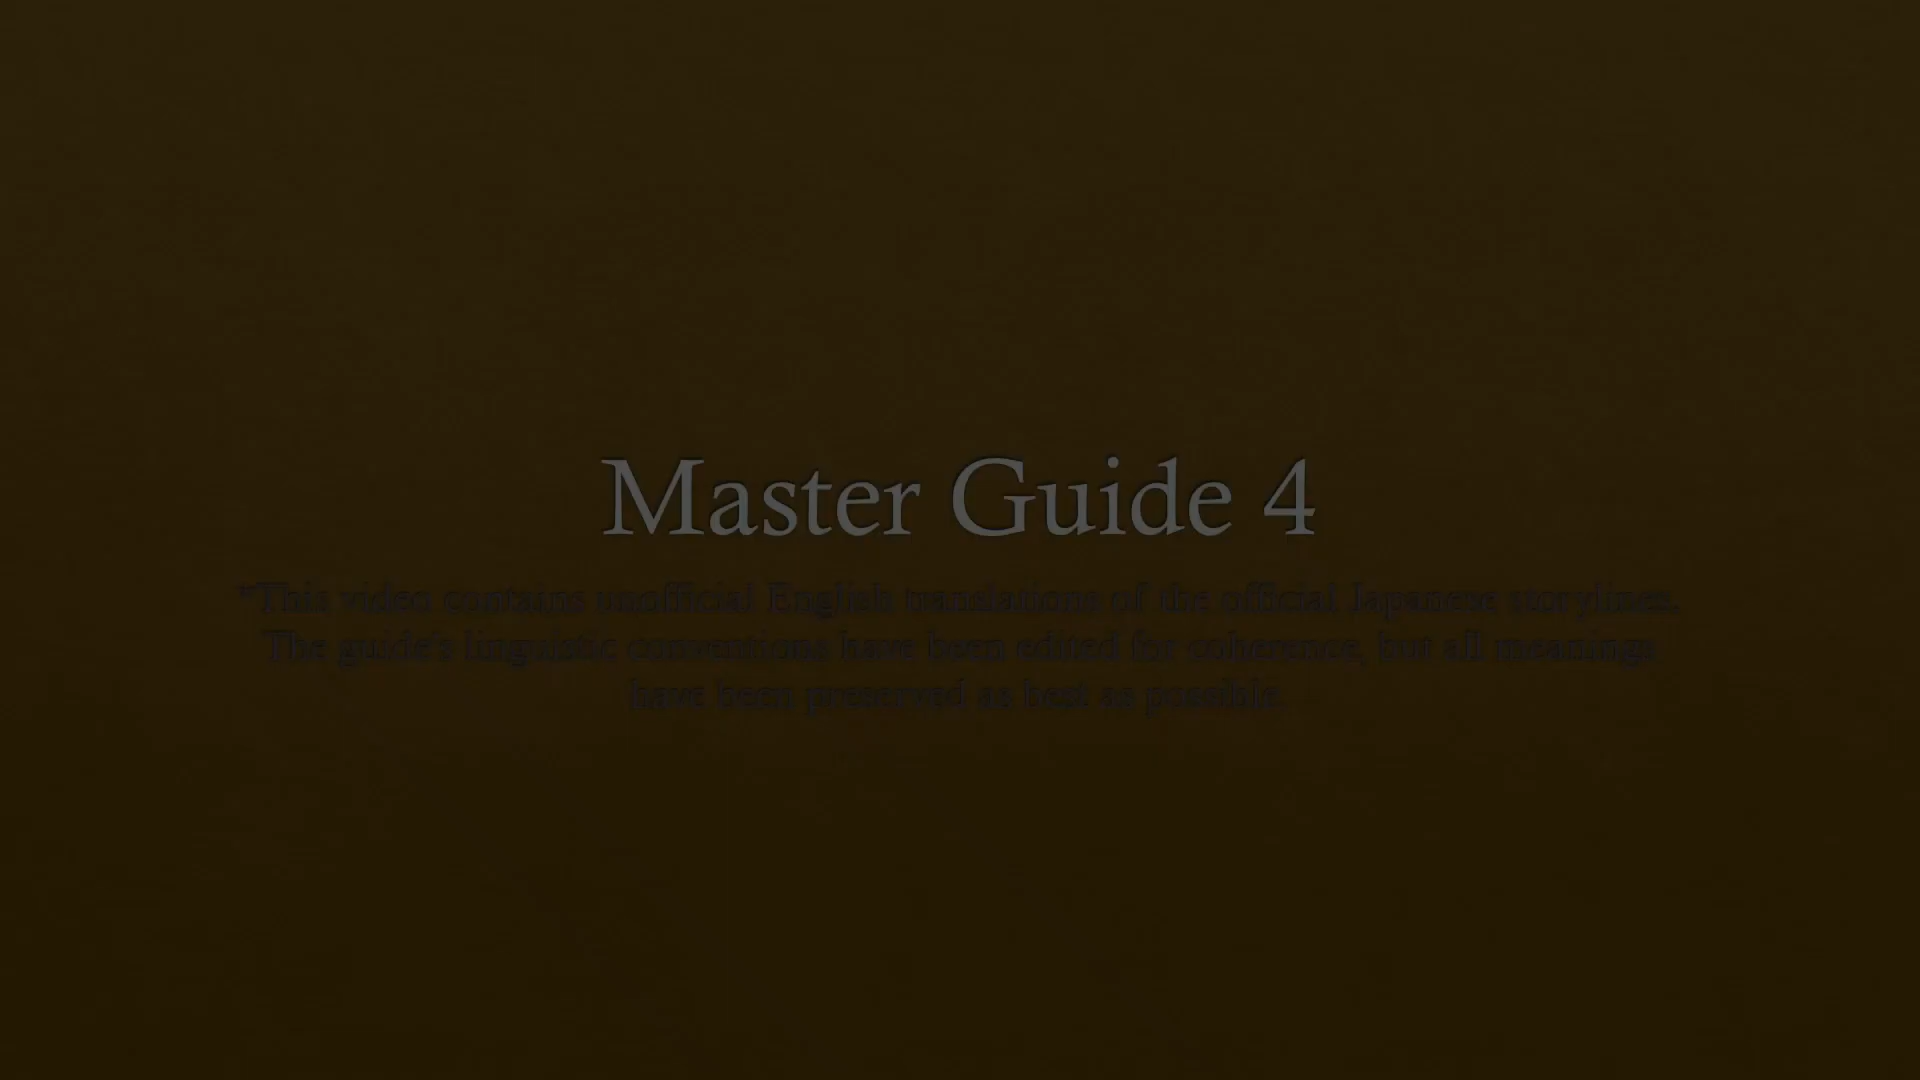 Master Guide 4
"This video contains unofficial English translations of the official Japanese storylines.
The guide's linguistic conventions have been edited for coherence, but all meanings
have been preserved as best as possible.